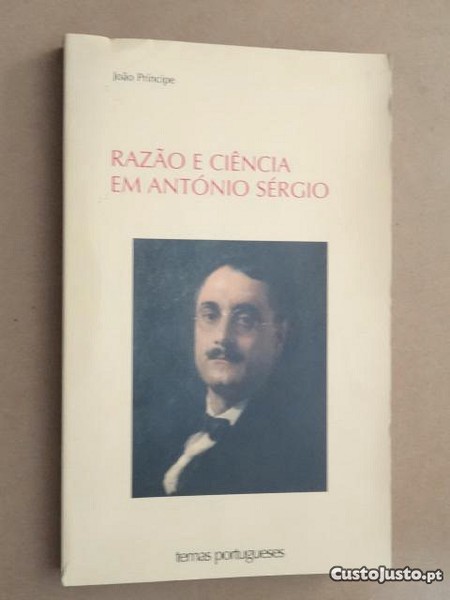 João Príncipe
RAZÃO E CIÊNCIA
EM ANTÓNIO SÉRGIO
temas portugueses
CustoJusto.pt